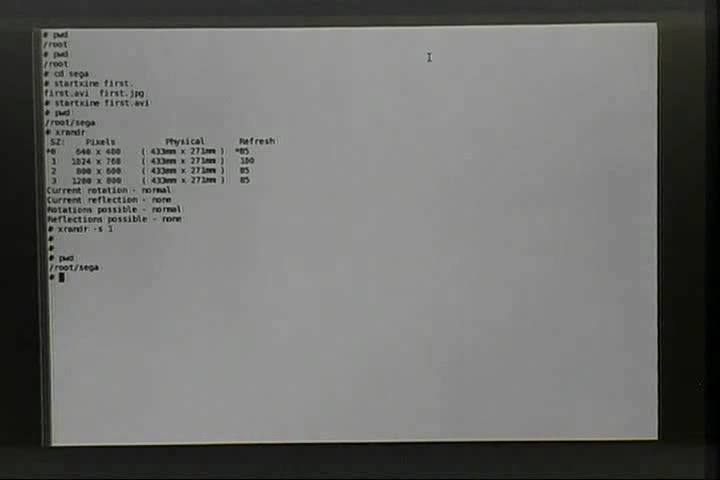 # pwd
/root
# pwd
/root
# cd sega
# startxine first.
first.avi first.jpg
# startxine first.avi
# pwd
/root/sega
# xrandr
SZ: Pixels Physical Refresh
*0 640 x 480 ( 433mm x 271mm ) *85
1 1024 x 768 ( 433mm x 271mm ) 100
2 800 x 600 ( 433mm x 271mm ) 85
3 1280 x 800 ( 433mm x 271mm ) 85
Current rotation - normal
Current reflection - none
Rotations possible - normal
Reflections possible - none
# xrandr -s 1
#
#
# pwd
/root/sega
#